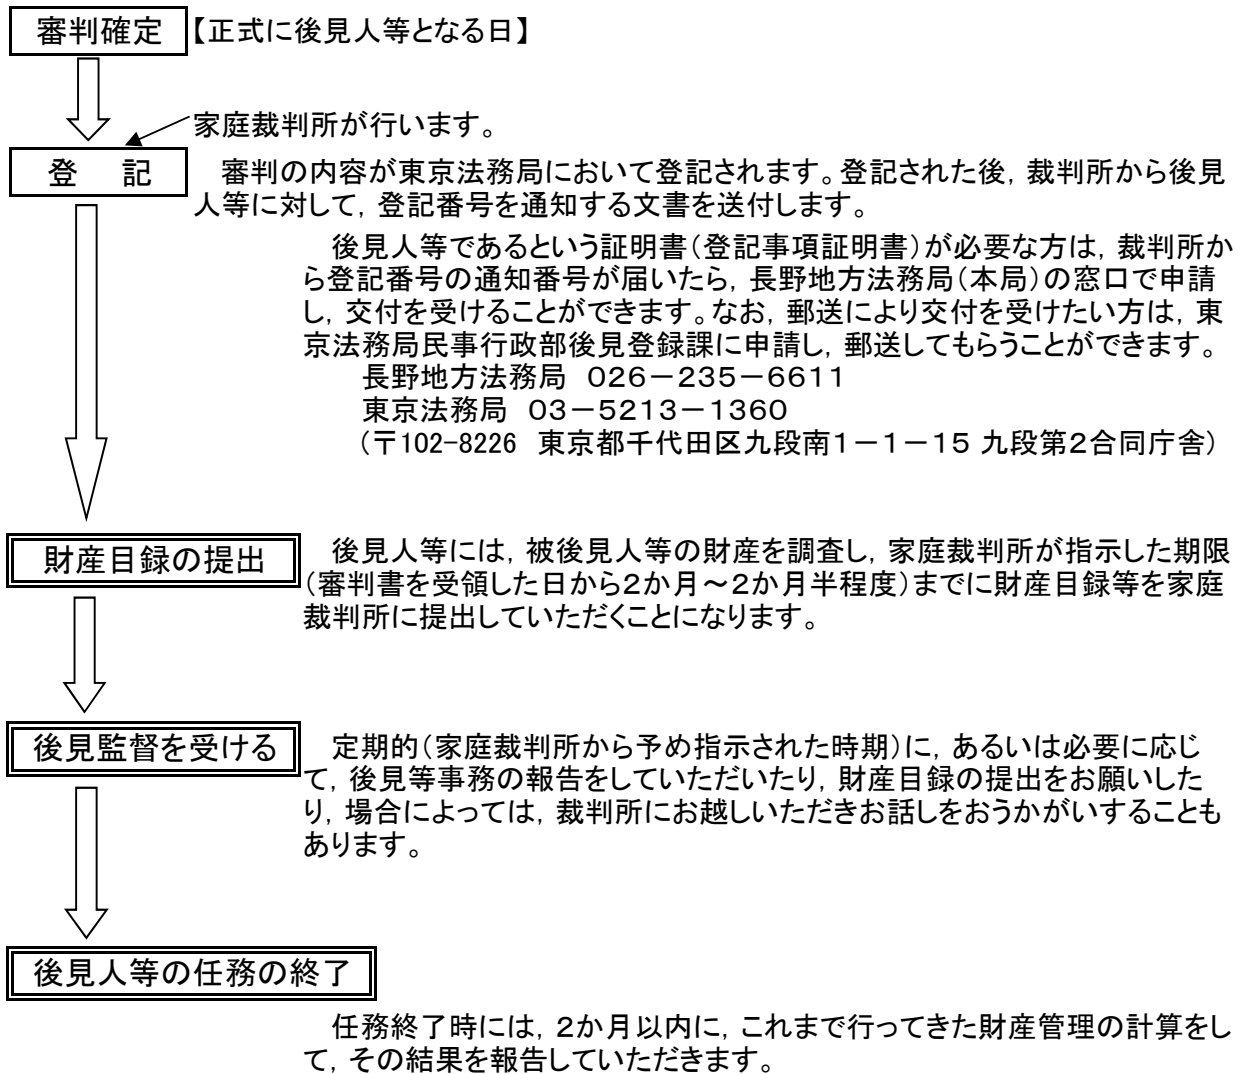 審判確定【正式に後見人等となる日】
家庭裁判所が行います。
登　記　審判の内容が東京法務局において登記されます。登記された後，裁判所から後見
人等に対して，登記番号を通知する文書を送付します。
後見人等であるという証明書（登記事項証明書）が必要な方は，裁判所か
ら登記番号の通知番号が届いたら，長野地方法務局（本局）の窓口で申請
し，交付を受けることができます。なお，郵送により交付を受けたい方は，東
京法務局民事行政部後見登録課に申請し，郵送してもらうことができます。
長野地方法務局　０２６－２３５－６６１１
東京法務局　０３－５２１３－１３６０
（〒102-8226　東京都千代田区九段南１－１－１５ 九段第２合同庁舎）
財産目録の提出　後見人等には，被後見人等の財産を調査し，家庭裁判所が指示した期限
（審判書を受領した日から２か月～２か月半程度）までに財産目録等を家庭
裁判所に提出していただくことになります。
後見監督を受ける　定期的（家庭裁判所から予め指示された時期）に，あるいは必要に応じ
て，後見等事務の報告をしていただいたり，財産目録の提出をお願いした
り，場合によっては，裁判所にお越しいただきお話しをおうかがいすることも
あります。
後見人等の任務の終了
任務終了時には，２か月以内に，これまで行ってきた財産管理の計算をし
て，その結果を報告していただきます。